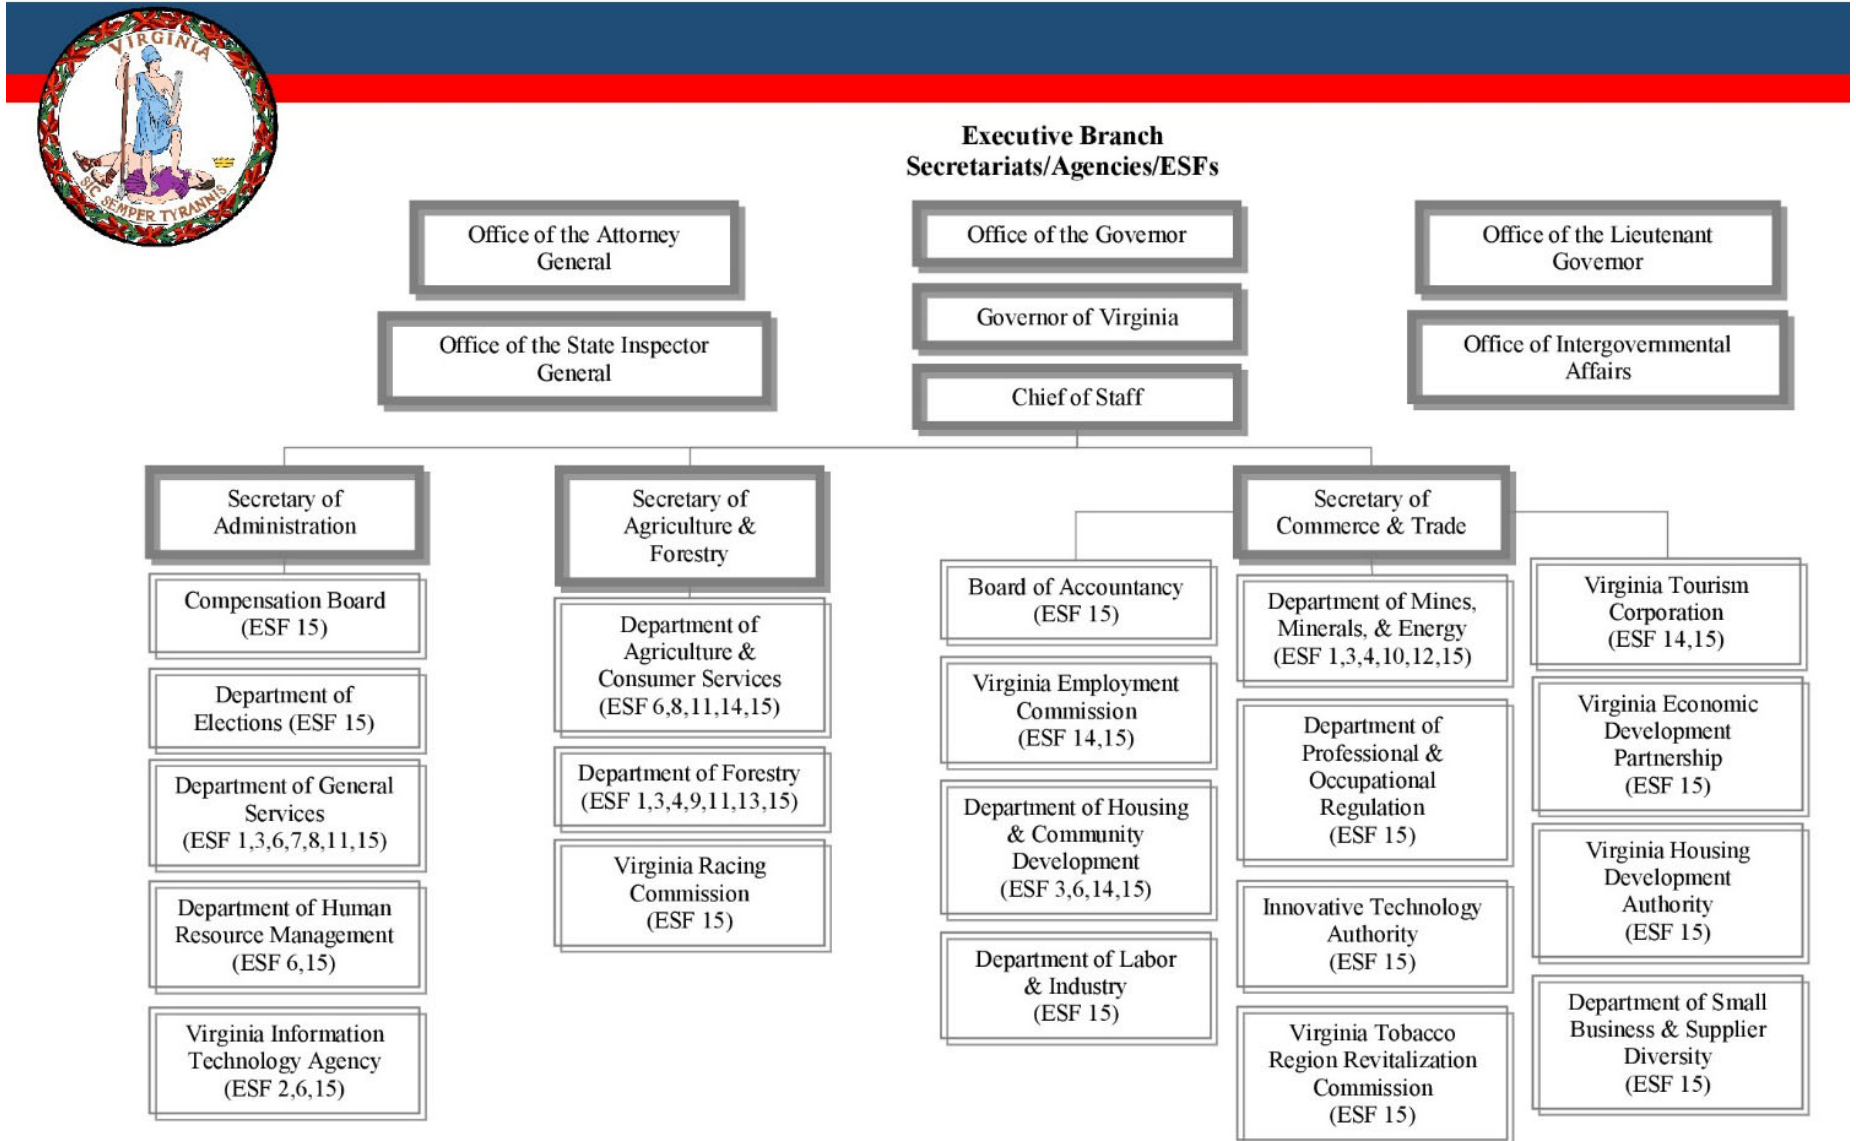 VIRGINIA
SIC SEMPER TYRANNIS
Executive Branch
Secretariats/Agencies/ESFs
Office of the Attorney
General
Office of the Governor
Office of the Lieutenant
Governor
Office of the State Inspector
General
Governor of Virginia
Office of Intergovernmental
Affairs
Chief of Staff
Secretary of
Administration
Compensation Board
(ESF 15)
Department of
Elections (ESF 15)
Department of General
Services
(ESF 1,3,6,7,8,11,15)
Department of Human
Resource Management
(ESF 6,15)
Virginia Information
Technology Agency
(ESF 2,6,15)
Secretary of
Agriculture &
Forestry
Department of
Agriculture &
Consumer Services
(ESF 6,8,11,14,15)
Department of Forestry
(ESF 1,3,4,9,11,13,15)
Virginia Racing
Commission
(ESF 15)
Secretary of
Commerce & Trade
Board of Accountancy
(ESF 15)
Virginia Employment
Commission
(ESF 14,15)
Department of Housing
& Community
Development
(ESF 3,6,14,15)
Department of Labor
& Industry
(ESF 15)
Department of Mines,
Minerals, & Energy
(ESF 1,3,4,10,12,15)
Department of
Professional &
Occupational
Regulation
(ESF 15)
Innovative Technology
Authority
(ESF 15)
Virginia Tobacco
Region Revitalization
Commission
(ESF 15)
Virginia Tourism
Corporation
(ESF 14,15)
Virginia Economic
Development
Partnership
(ESF 15)
Virginia Housing
Development
Authority
(ESF 15)
Department of Small
Business & Supplier
Diversity
(ESF 15)